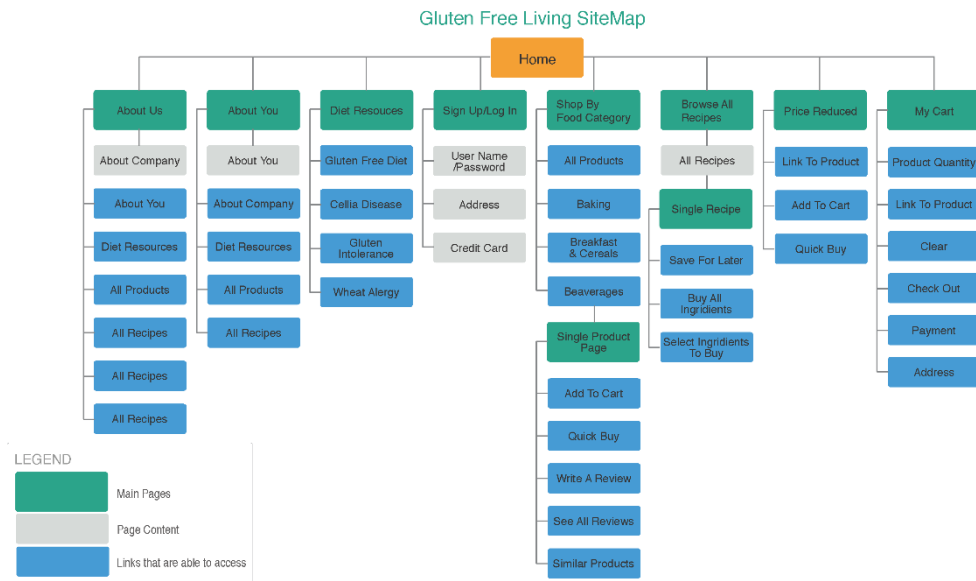 Gluten Free Living SiteMap
Home
About Us
About Company
About You
Diet Resources
All Products
All Recipes
All Recipes
All Recipes
About You
About You
About Company
Diet Resources
All Products
All Recipes
Diet Resouces
Gluten Free Diet
Cellia Disease
Gluten
Intolerance
Wheat Alergy
Sign Up/Log In
User Name
/Password
Address
Credit Card
Shop By
Food Category
All Products
Baking
Breakfast
& Cereals
Beaverages
Single Product
Page
Add To Cart
Quick Buy
Write A Review
See All Reviews
Similar Products
Browse All
Recipes
All Recipes
Single Recipe
Save For Later
Buy All
Ingridients
Select Ingridients
To Buy
Price Reduced
Link To Product
Add To Cart
Quick Buy
My Cart
Product Quantity
Link To Product
Clear
Check Out
Payment
Address
LEGEND
Main Pages
Page Content
Links that are able to access